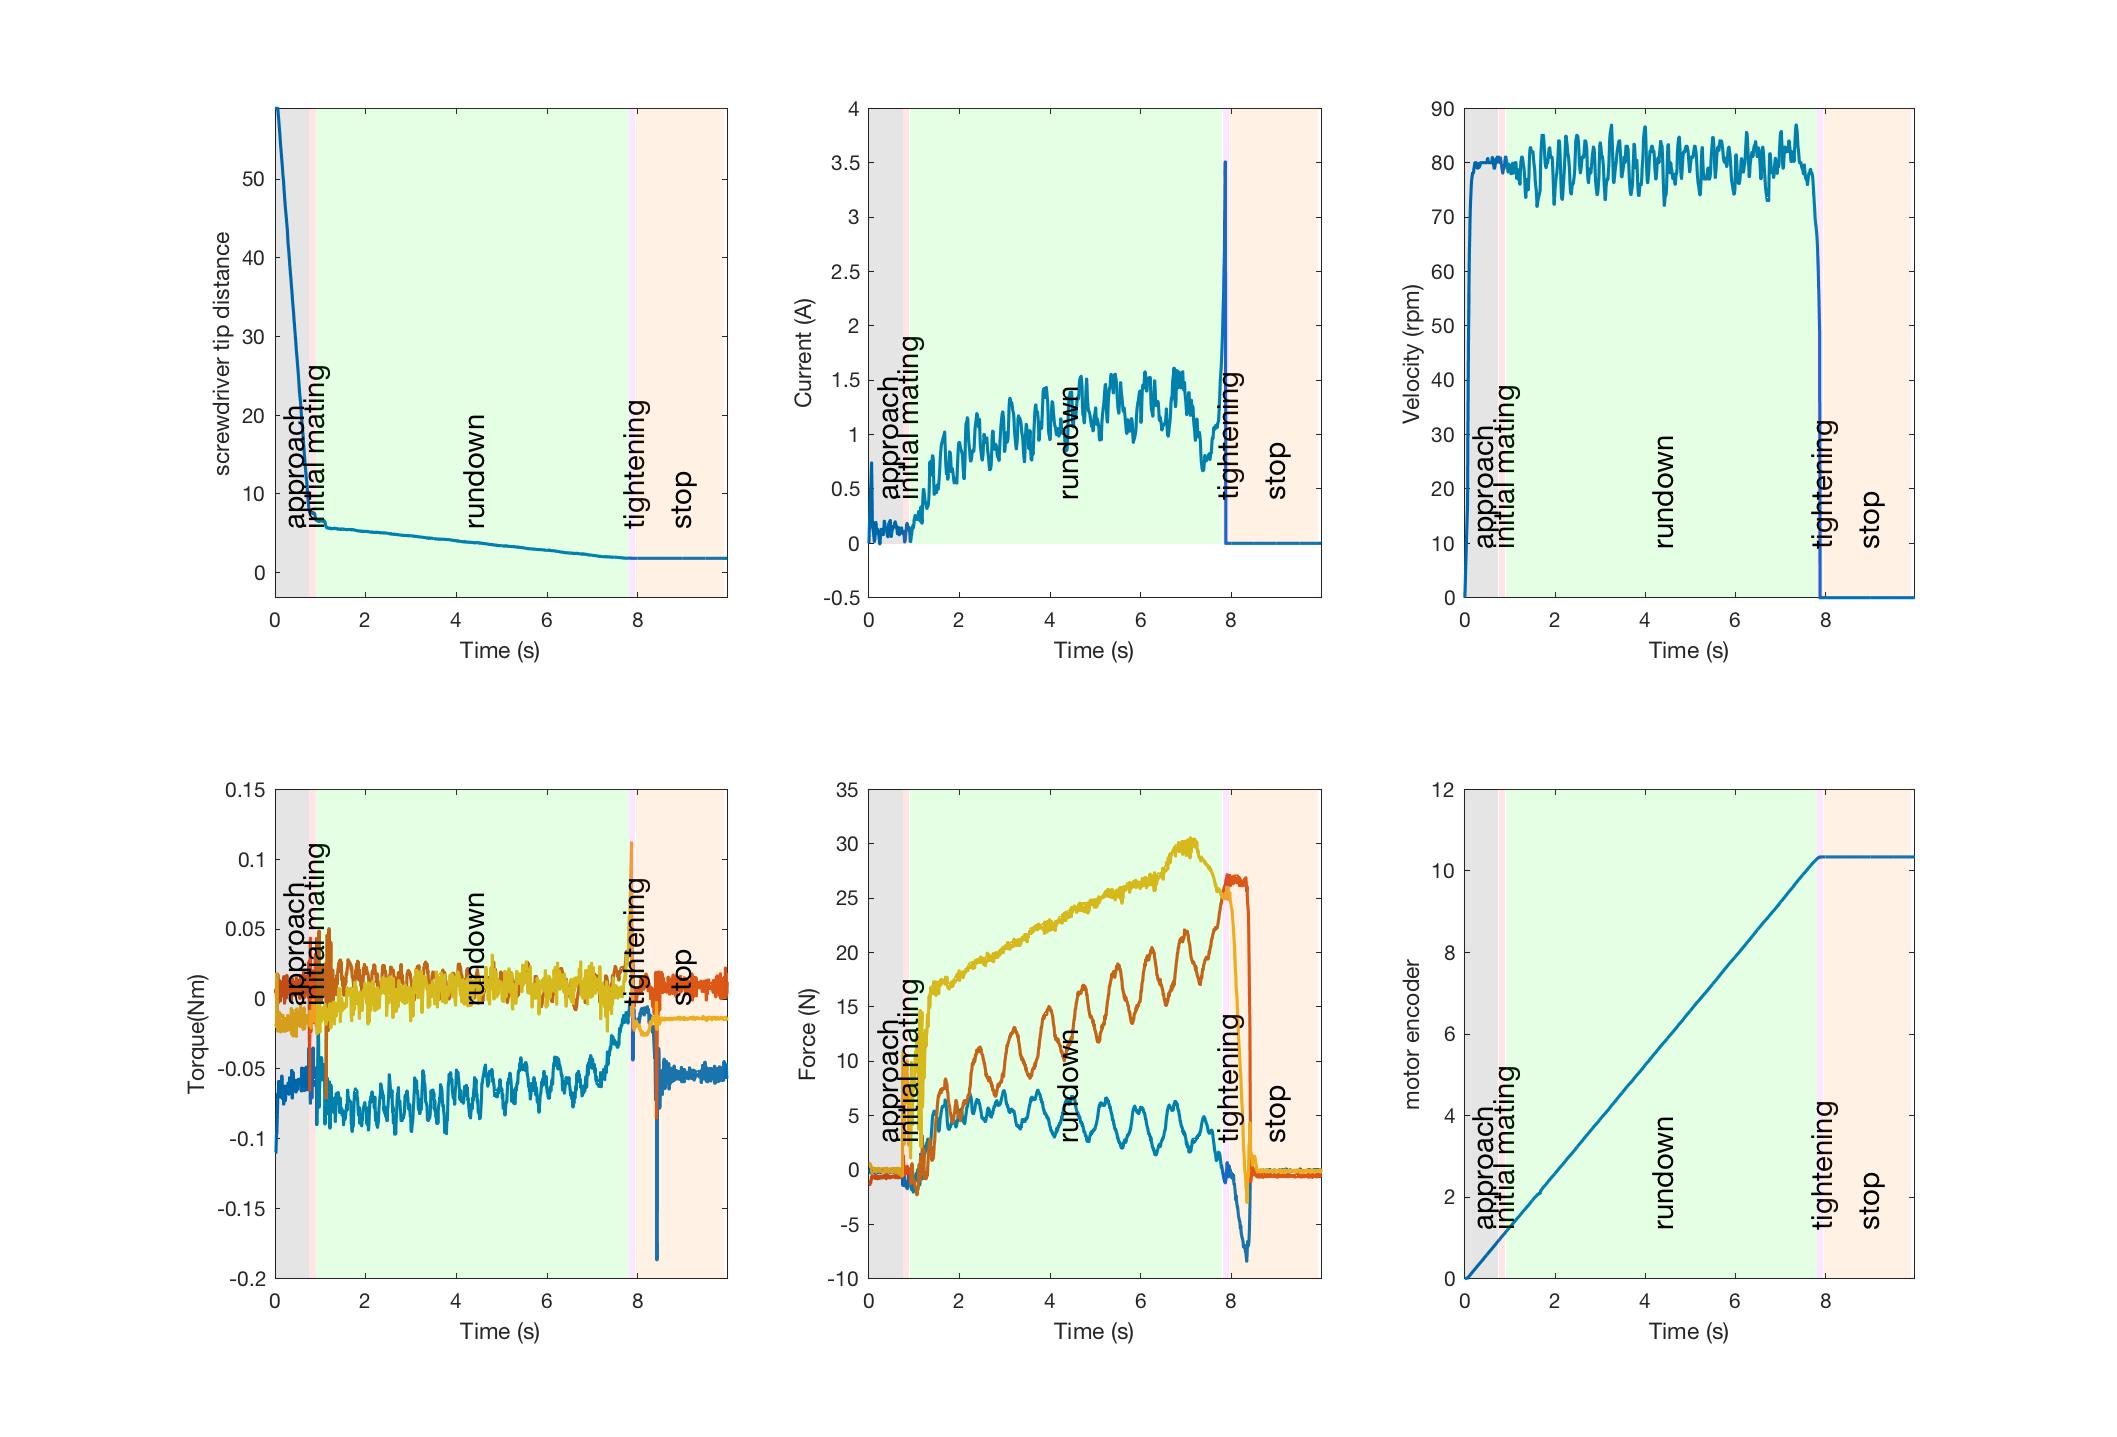 screwdriver tip distance
50
40
30
20
10
0
approach
initial mating
rundown
tightening
stop
0 2 4 6 8
Time (s)
Current (A)
4
3.5
3
2.5
2
1.5
1
0.5
0
-0.5
approach
initial mating
rundown
tightening
stop
0 2 4 6 8
Time (s)
Velocity (rpm)
90
80
70
60
50
40
30
20
10
0
approach
initial mating
rundown
tightening
stop
0 2 4 6 8
Time (s)
Torque(Nm)
0.15
0.1
0.05
0
-0.05
-0.1
-0.15
-0.2
approach
initial mating
rundown
tightening
stop
0 2 4 6 8
Time (s)
Force (N)
35
30
25
20
15
10
5
0
-5
-10
approach
initial mating
rundown
tightening
stop
0 2 4 6 8
Time (s)
motor encoder
12
10
8
6
4
2
0
approach
initial mating
rundown
tightening
stop
0 2 4 6 8
Time (s)